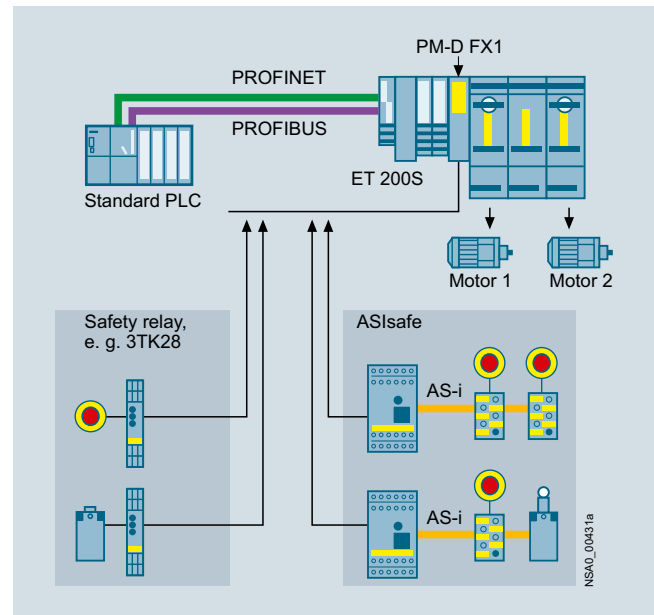 PM-D FX1
PROFINET
PROFIBUS
ET 200S
Standard PLC
Motor 1
Motor 2
Safety relay,
e. g. 3TK28
ASIsafe
AS-i
AS-i
NSA0_00431a